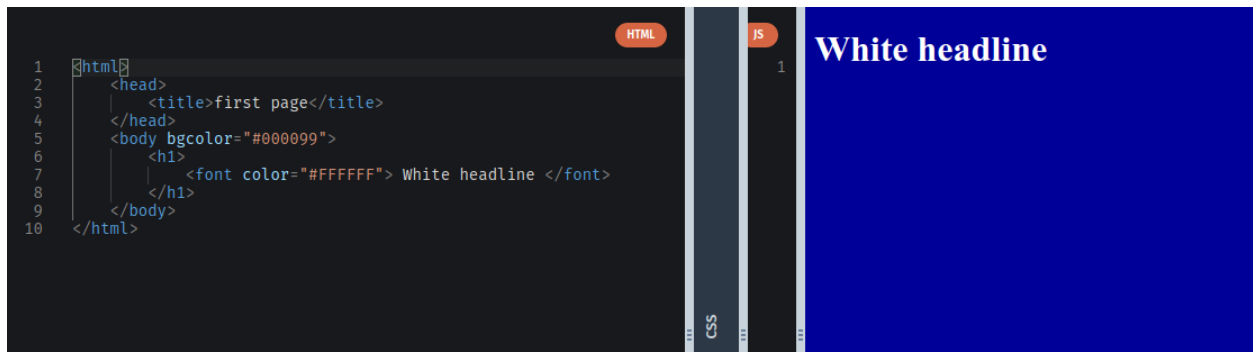 HTML
1 <html>
2 <head>
3 <title>first page</title>
4 </head>
5 <body bgcolor="#000099">
6 <h1>
7 <font color="#FFFFFF"> White headline </font>
8 </h1>
9 </body>
10 </html>
CSS
JS
1
White headline